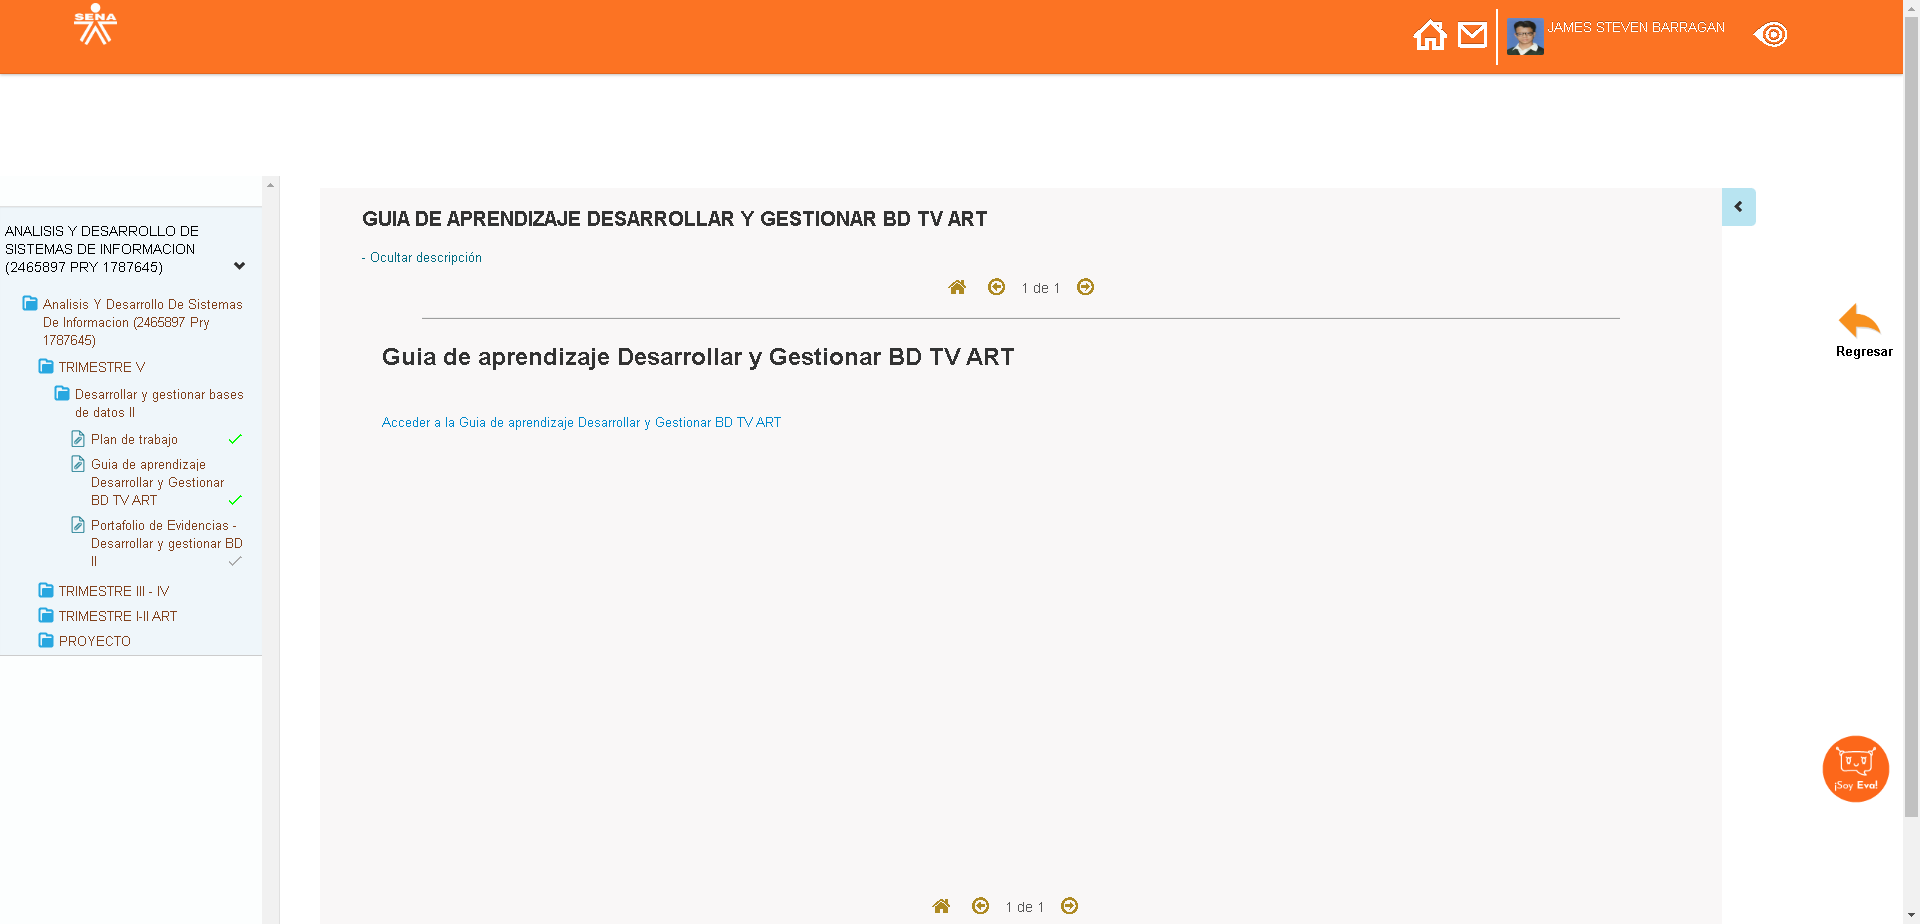 SENA
JAMES STEVEN BARRAGAN
ANALISIS Y DESARROLLO DE
SISTEMAS DE INFORMACION
(2465897 PRY 1787645)
Analisis Y Desarrollo De Sistemas
De Informacion (2465897 Pry
1787645)
TRIMESTRE V
Desarrollar y gestionar bases
de datos II
Plan de trabajo
Guia de aprendizaje
Desarrollar y Gestionar
BD TV ART
Portafolio de Evidencias -
Desarrollar y gestionar BD
II
TRIMESTRE III - IV
TRIMESTRE I-II ART
PROYECTO
GUIA DE APRENDIZAJE DESARROLLAR Y GESTIONAR BD TV ART
- Ocultar descripción
1 de 1
Guia de aprendizaje Desarrollar y Gestionar BD TV ART
Acceder a la Guia de aprendizaje Desarrollar y Gestionar BD TV ART
1 de 1
Regresar
¡Soy Eva!